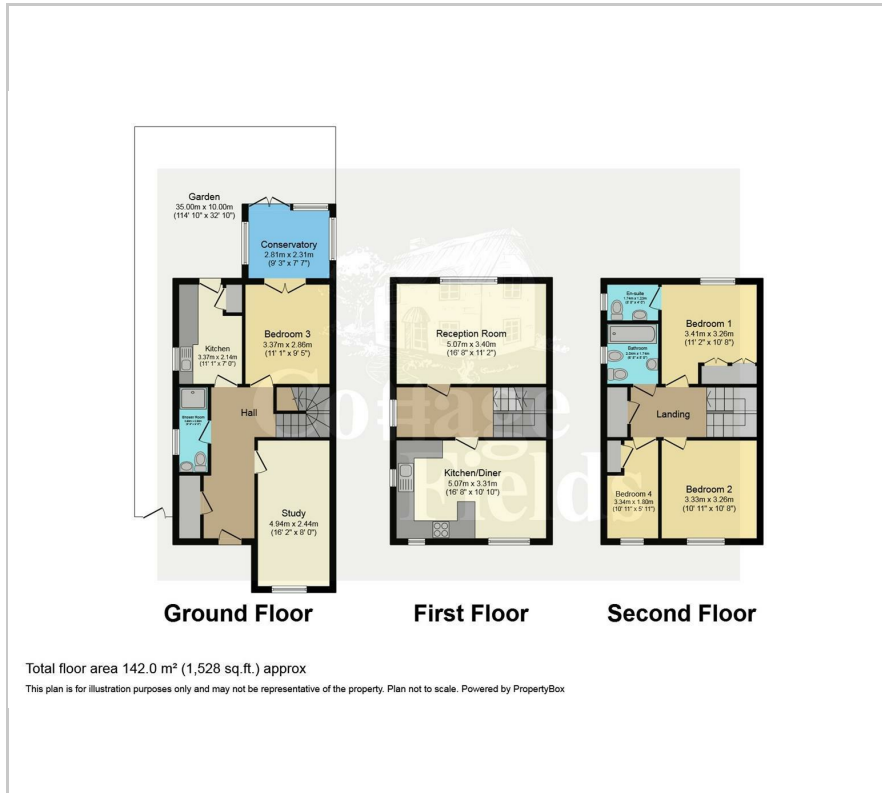 Garden
35.00m x 10.00m
(114' 10" x 32' 10")
Conservatory
2.81m x 2.31m
(9' 3" x 7' 7")
Kitchen
3.37m x 2.14m
(11' 1" x 7' 0")
Bedroom 3
3.37m x 2.86m
(11' 1" x 9' 5")
Shower Room
Hall
Study
4.94m x 2.44m
(16' 2" x 8' 0")
Ground Floor
Reception Room
5.07m x 3.40m
(16' 8" x 11' 2")
Kitchen/Diner
5.07m x 3.31m
(16' 8" x 10' 10")
First Floor
En-suite
Bathroom
Bedroom 1
3.41m x 3.26m
(11' 2" x 10' 8")
Landing
Bedroom 4
3.34m x 1.80m
(10' 11" x 5' 11")
Bedroom 2
3.33m x 3.26m
(10' 11" x 10' 8")
Second Floor
Cottage
Fields
Total floor area 142.0 m² (1,528 sq.ft.) approx
This plan is for illustration purposes only and may not be representative of the property. Plan not to scale. Powered by PropertyBox